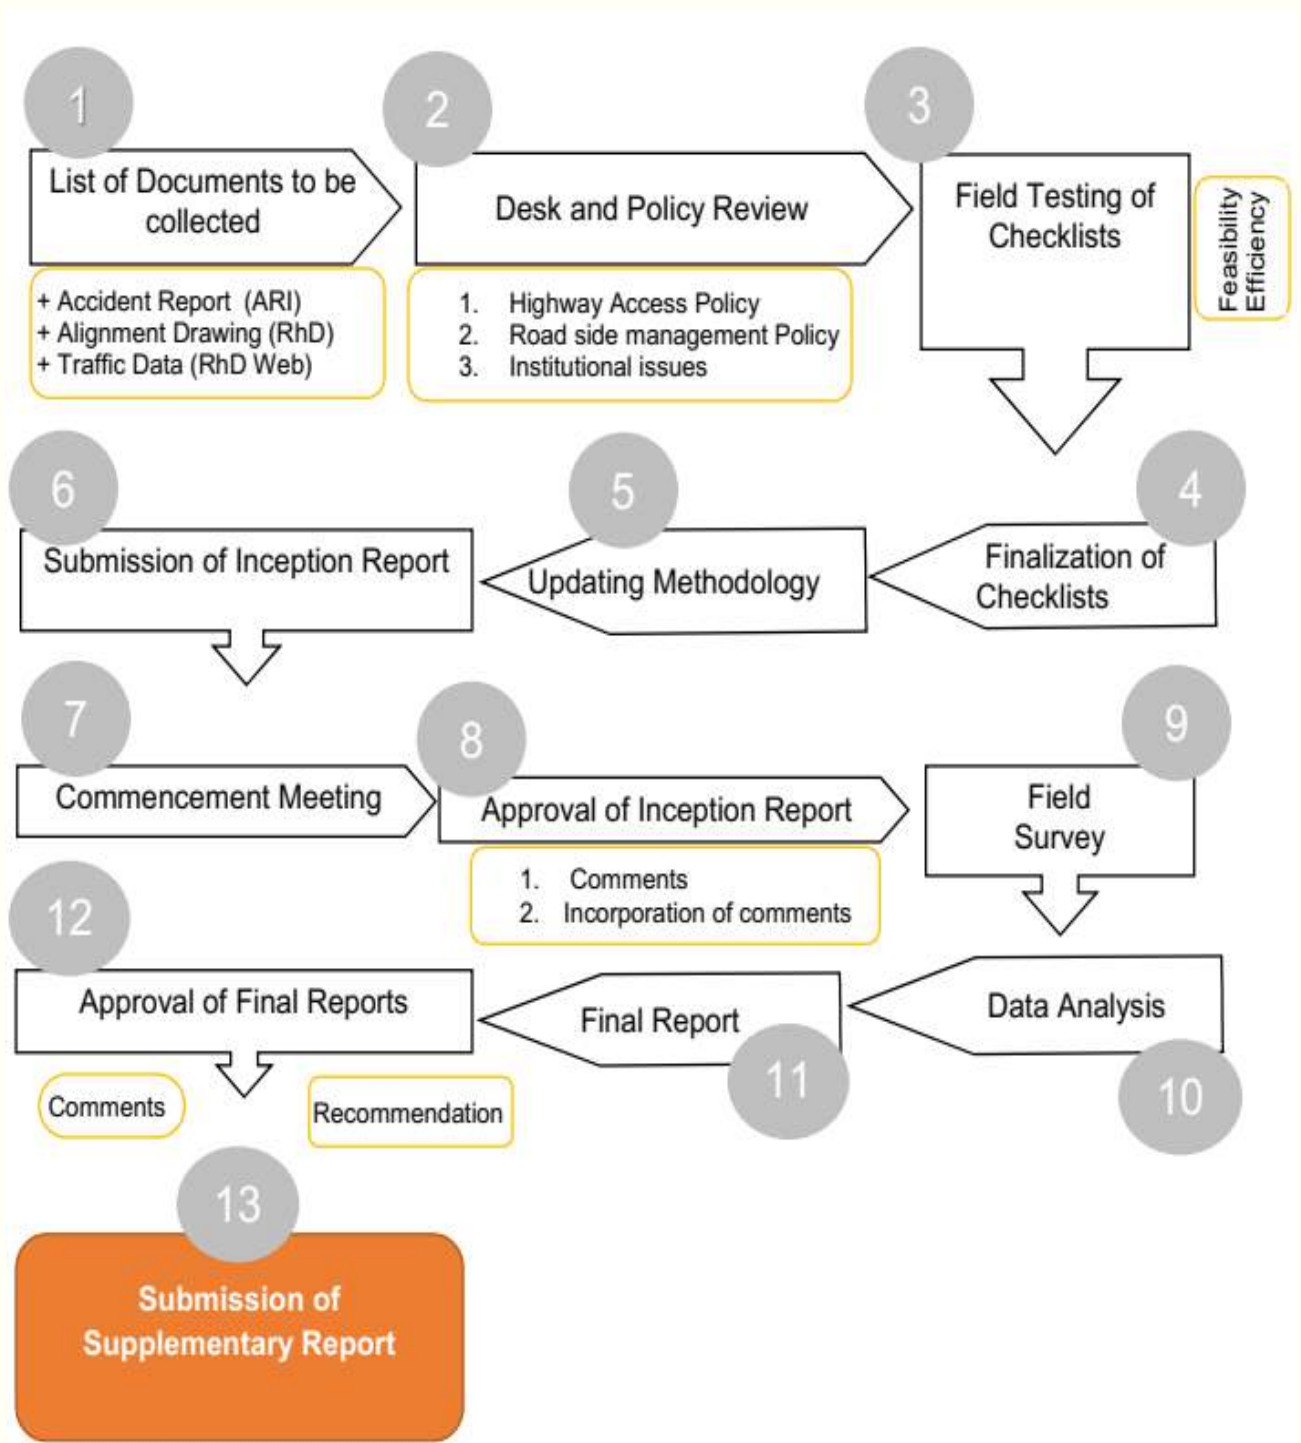 1
List of Documents to be
collected
+ Accident Report (ARI)
+ Alignment Drawing (RhD)
+ Traffic Data (RhD Web)
2
Desk and Policy Review
1. Highway Access Policy
2. Road side management Policy
3. Institutional issues
3
Field Testing of
Checklists
Feasibility
Efficiency
4
Finalization of
Checklists
5
Updating Methodology
6
Submission of Inception Report
7
Commencement Meeting
8
Approval of Inception Report
1. Comments
2. Incorporation of comments
9
Field
Survey
10
Data Analysis
11
Final Report
12
Approval of Final Reports
Comments
Recommendation
13
Submission of
Supplementary Report